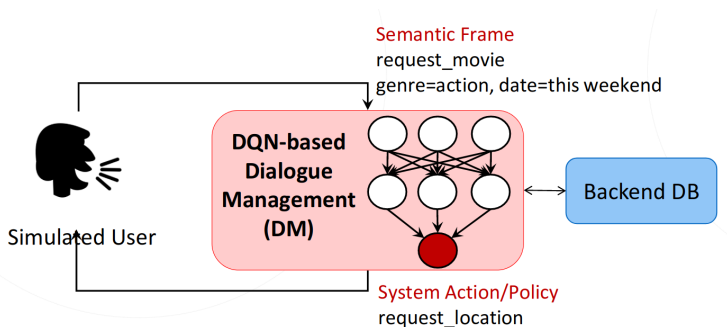 Semantic Frame
request_movie
genre=action, date=this weekend
DQN-based
Dialogue
Management
(DM)
Backend DB
Simulated User
System Action/Policy
request_location